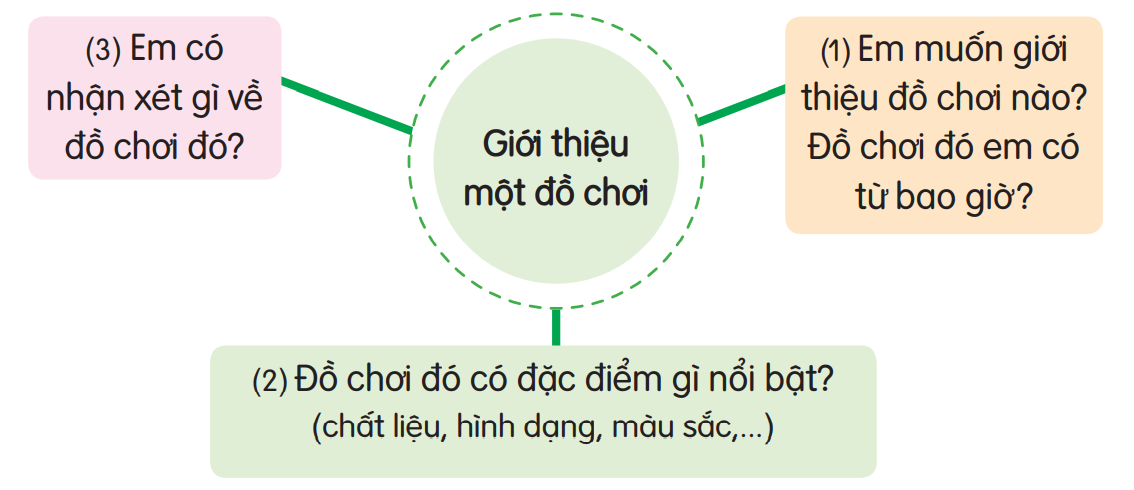 Giới thiệu
một đồ chơi
(1) Em muốn giới
thiệu đồ chơi nào?
Đồ chơi đó em có
từ bao giờ?
(2) Đồ chơi đó có đặc điểm gì nổi bật?
(chất liệu, hình dạng, màu sắc,...)
(3) Em có
nhận xét gì về
đồ chơi đó?